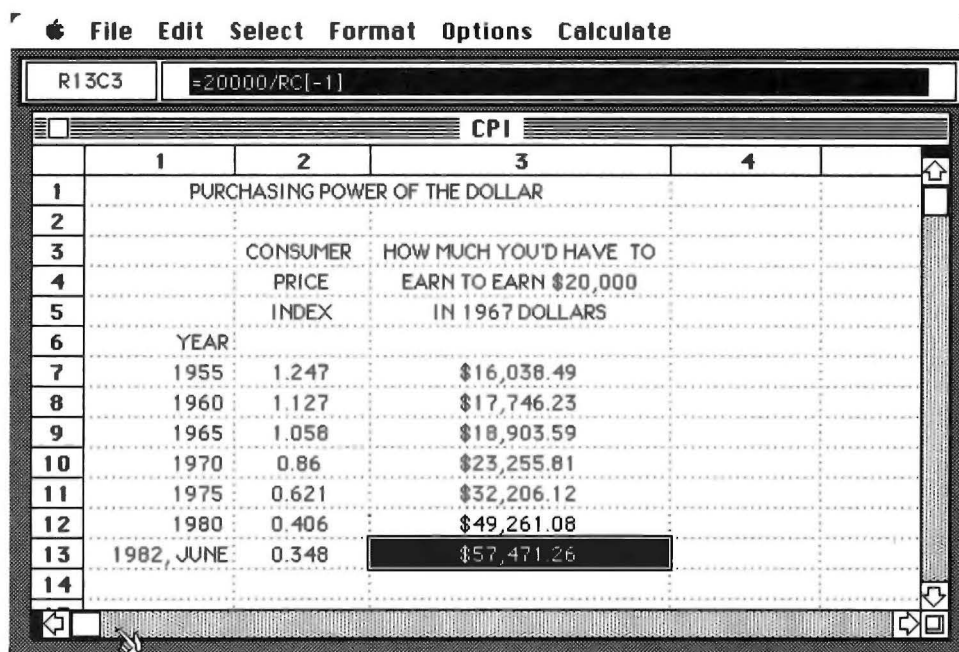 File Edit Select Format Options Calculate
R13C3 =20000/RC[-1]
CPI
1 2 3 4
1 PURCHASING POWER OF THE DOLLAR
2
3 CONSUMER HOW MUCH YOU'D HAVE TO
4 PRICE EARN TO EARN $20,000
5 INDEX IN 1967 DOLLARS
6 YEAR
7 1955 1.247 $16,038.49
8 1960 1.127 $17,746.23
9 1965 1.058 $18,903.59
10 1970 0.86 $23,255.81
11 1975 0.621 $32,206.12
12 1980 0.406 $49,261.08
13 1982, JUNE 0.348 $57,471.26
14